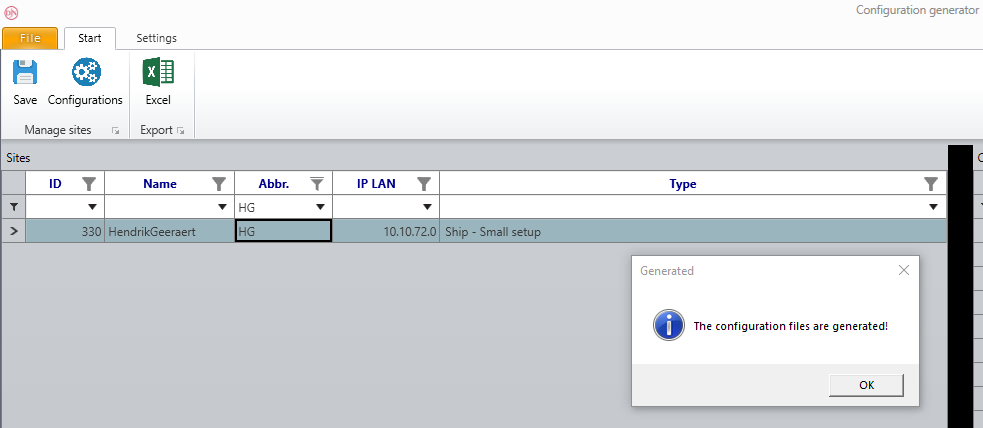 Configuration generator
File Start Settings
Save Configurations Excel
Manage sites Export
Sites
ID Name Abbr. IP LAN Type
HG
330 HendrikGeeraert HG 10.10.72.0 Ship - Small setup
Generated
The configuration files are generated!
OK